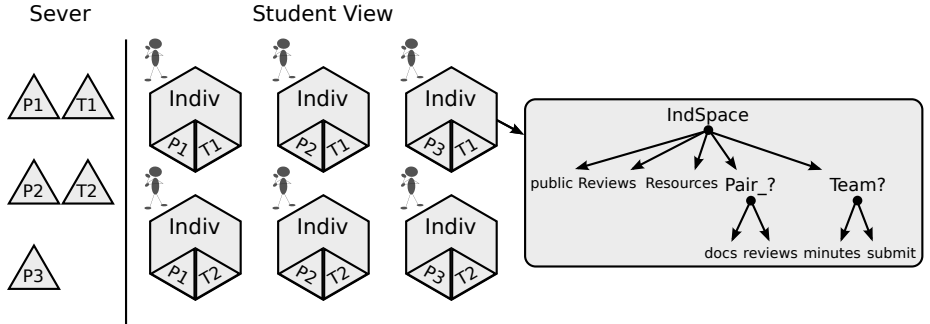 Sever
Student View
P1 T1
P2 T2
P3
Indiv
P1 T1
Indiv
P2 T1
Indiv
P3 T1
Indiv
P1 T2
Indiv
P2 T2
Indiv
P3 T2
IndSpace
public Reviews Resources Pair_? Team?
docs reviews minutes submit